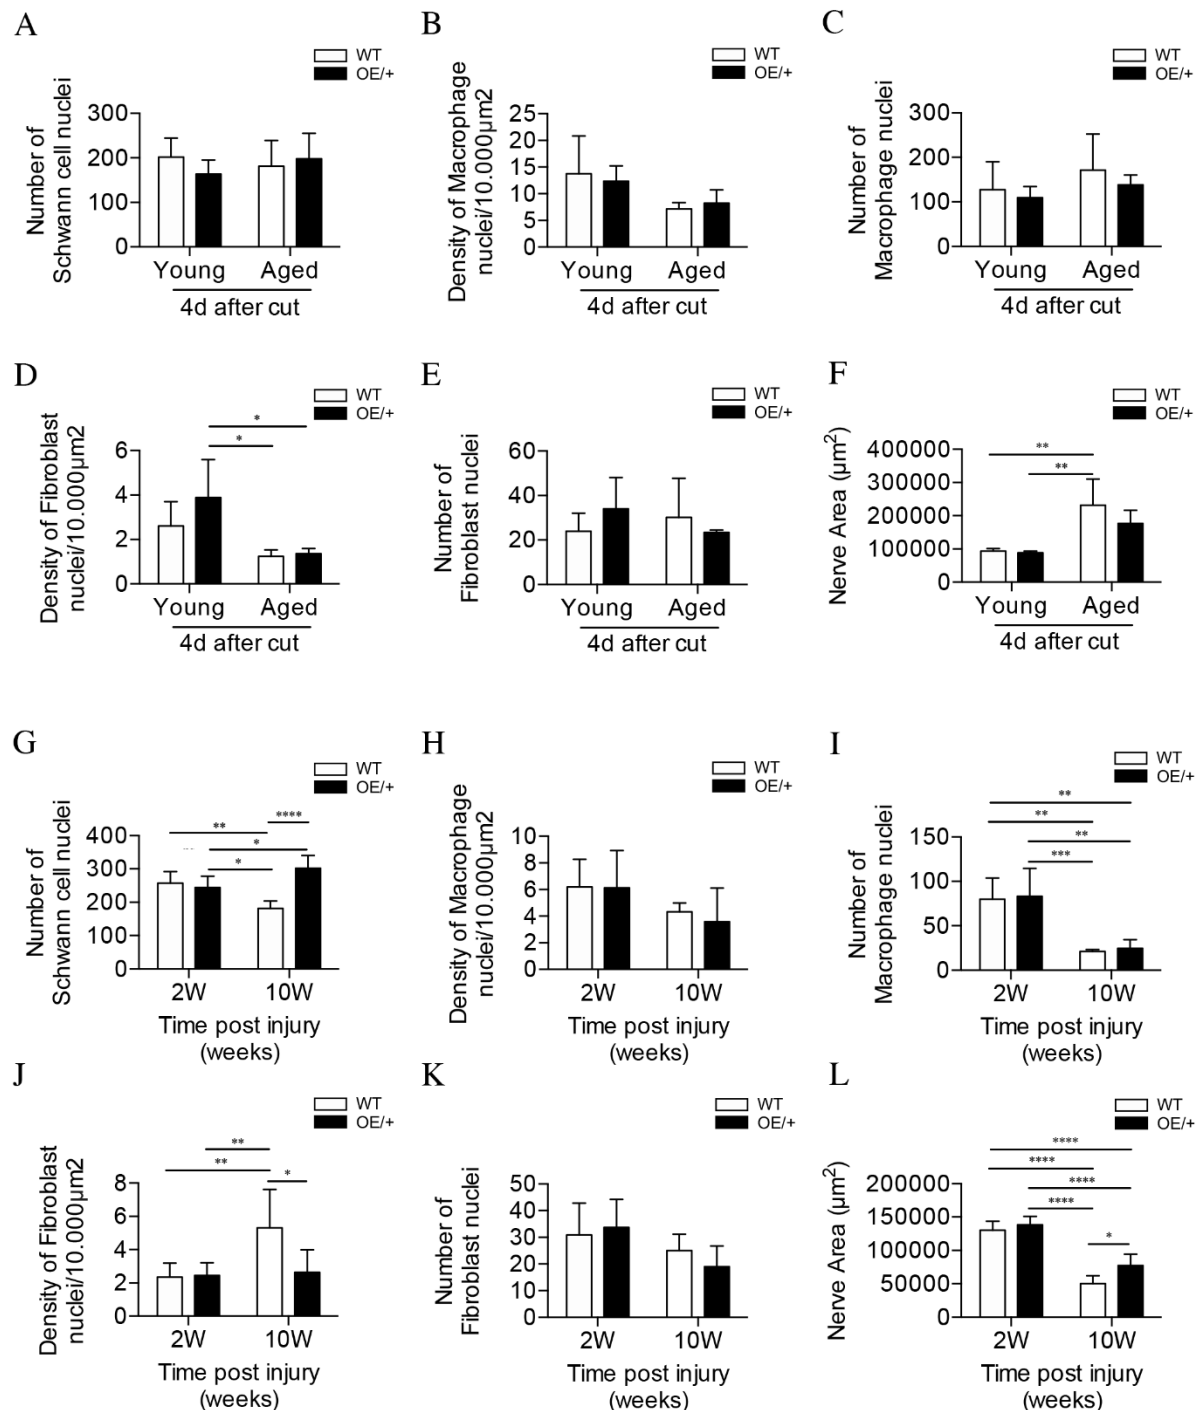 A
WT
OE/+
Number of
Schwann cell nuclei
300
200
100
0
Young Aged
4d after cut
B
WT
OE/+
Density of Macrophage
nuclei/10.000µm2
25
20
15
10
5
0
Young Aged
4d after cut
C
WT
OE/+
Number of
Macrophage nuclei
300
200
100
0
Young Aged
4d after cut
D
WT
OE/+
Density of Fibroblast
nuclei/10.000µm2
*
*
6
4
2
0
Young Aged
4d after cut
E
WT
OE/+
Number of
Fibroblast nuclei
60
40
20
0
Young Aged
4d after cut
F
WT
OE/+
Nerve Area (µm²)
**
**
400000
300000
200000
100000
0
Young Aged
4d after cut
G
WT
OE/+
Number of
Schwann cell nuclei
** ****
*
*
400
300
200
100
0
2W 10W
Time post injury
(weeks)
H
WT
OE/+
Density of Macrophage
nuclei/10.000µm2
10
8
6
4
2
0
2W 10W
Time post injury
(weeks)
I
WT
OE/+
Number of
Macrophage nuclei
**
**
**
***
150
100
50
0
2W 10W
Time post injury
(weeks)
J
WT
OE/+
Density of Fibroblast
nuclei/10.000µm2
**
**
*
8
6
4
2
0
2W 10W
Time post injury
(weeks)
K
WT
OE/+
Number of
Fibroblast nuclei
50
40
30
20
10
0
2W 10W
Time post injury
(weeks)
L
WT
OE/+
Nerve Area (µm²)
****
****
****
****
*
200000
150000
100000
50000
0
2W 10W
Time post injury
(weeks)